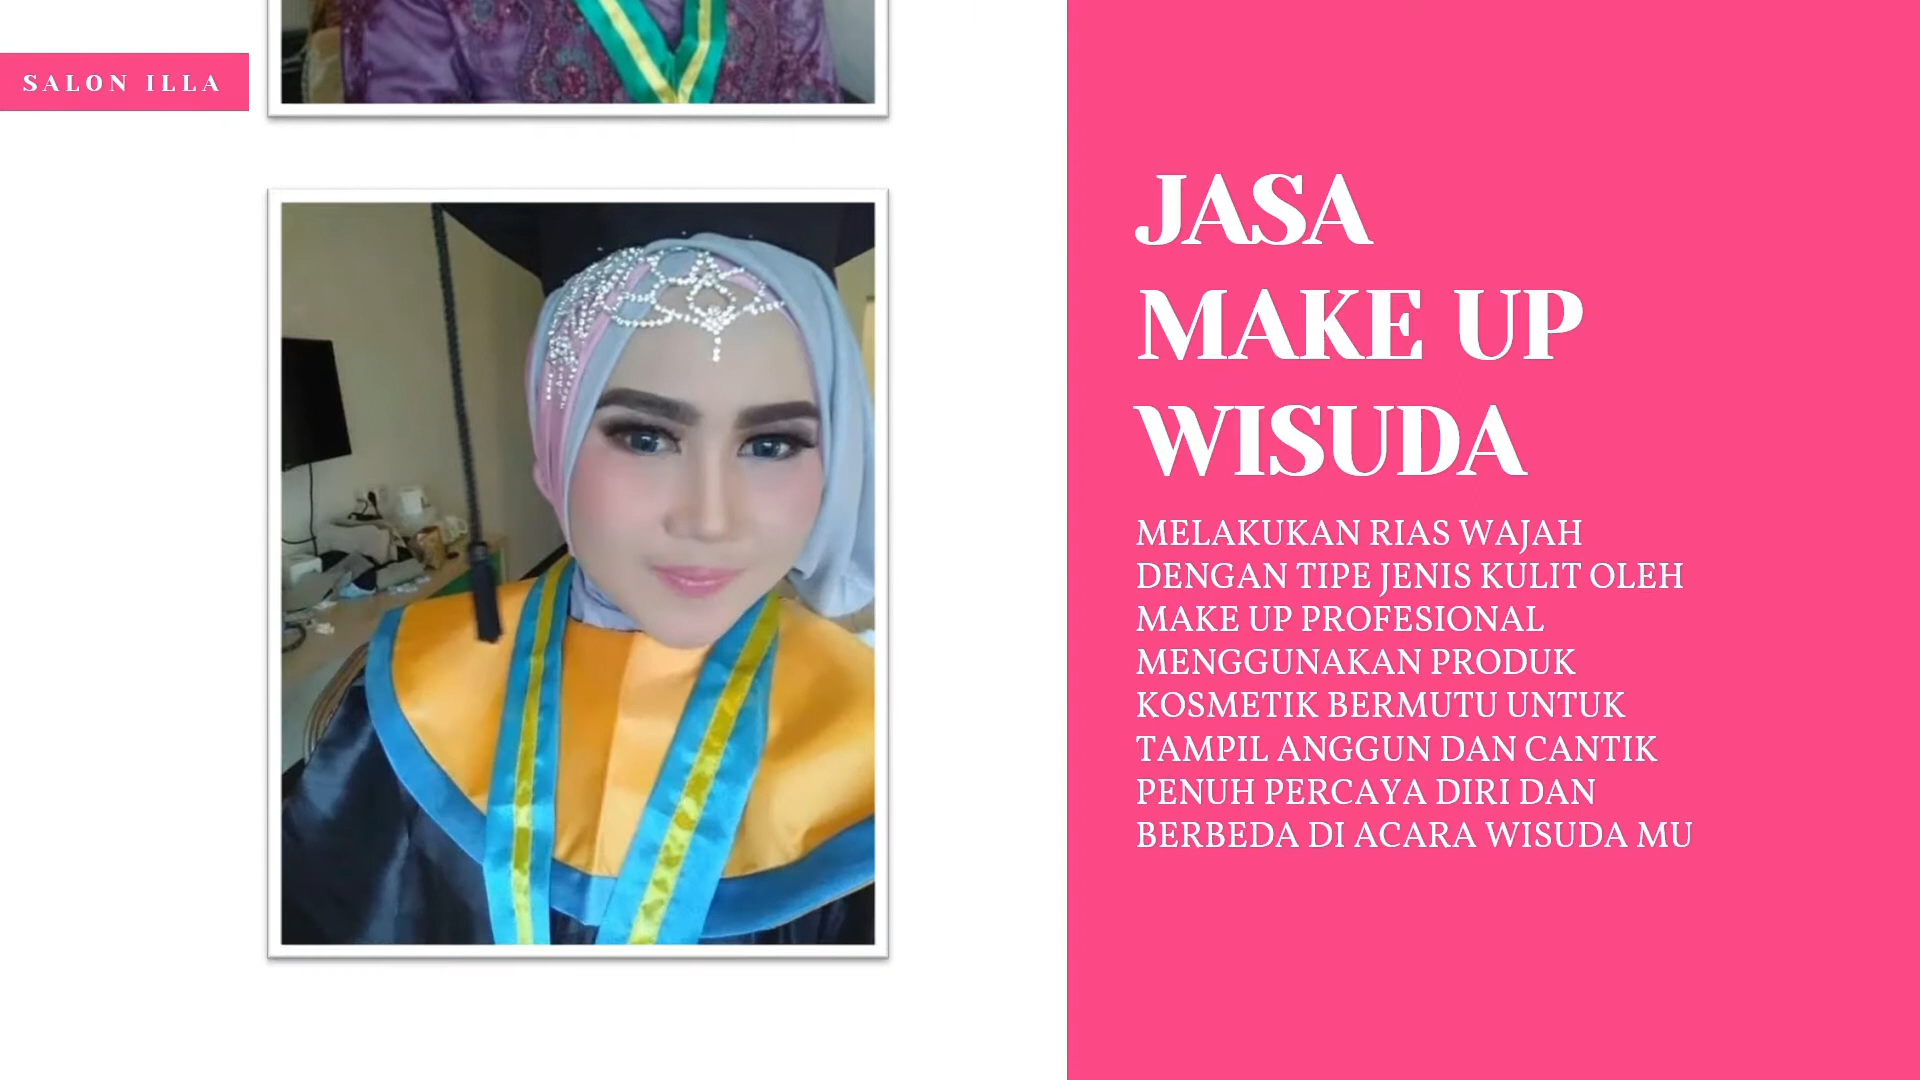 SALON ILLA
JASA
MAKE UP
WISUDA
MELAKUKAN RIAS WAJAH
DENGAN TIPE JENIS KULIT OLEH
MAKE UP PROFESIONAL
MENGGUNAKAN PRODUK
KOSMETIK BERMUTU UNTUK
TAMPIL ANGGUN DAN CANTIK
PENUH PERCAYA DIRI DAN
BERBEDA DI ACARA WISUDA MU